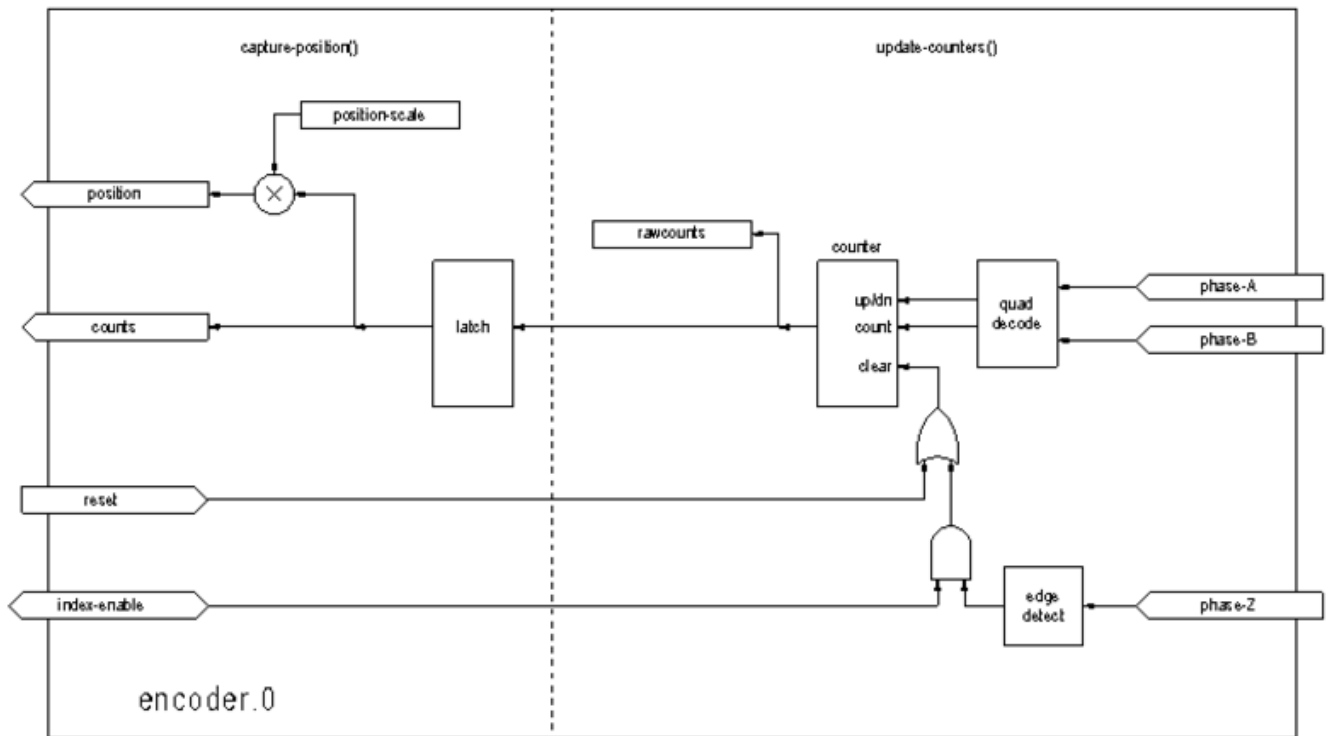 capture-position()
update-counters()
position-scale
position
rawcounts
counter
up/dn
count
clear
quad
decode
phase-A
phase-B
counts
latch
reset
index-enable
edge
detect
phase-Z
encoder.0